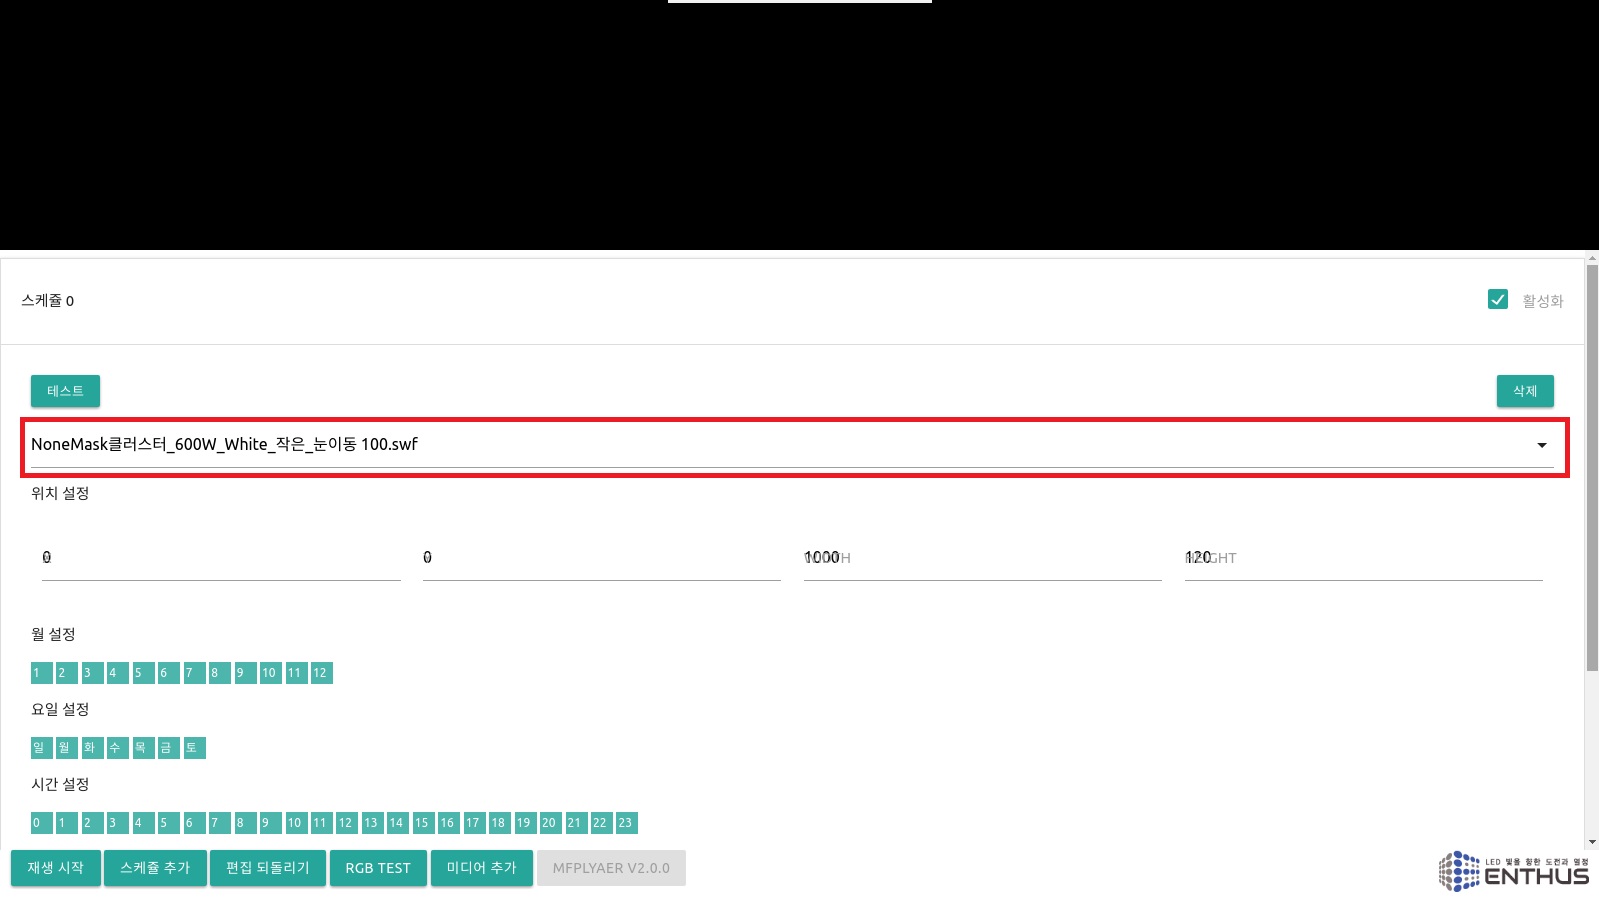 스케쥴 0
활성화
테스트
삭제
NoneMask클러스터_600W_White_작은_눈이동 100.swf
위치 설정
0
0
1000 WIDTH
120 HEIGHT
월 설정
1 2 3 4 5 6 7 8 9 10 11 12
요일 설정
일 월 화 수 목 금 토
시간 설정
0 1 2 3 4 5 6 7 8 9 10 11 12 13 14 15 16 17 18 19 20 21 22 23
재생 시작 스케쥴 추가 편집 되돌리기 RGB TEST 미디어 추가 MFPLYAER V2.0.0
LED 빛을 향한 도전과 열정
ENTHUS